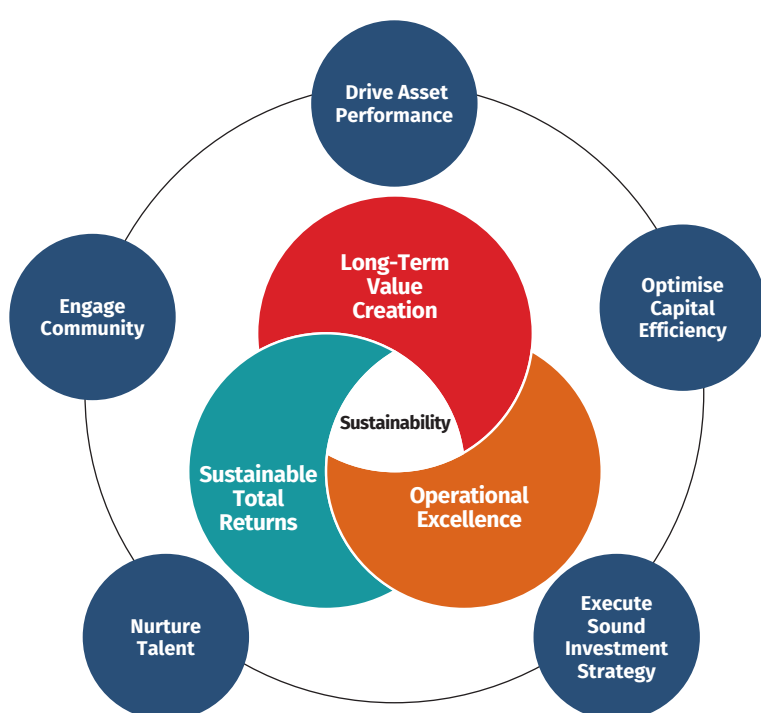 Drive Asset
Performance
Long-Term
Value
Creation
Engage
Community
Optimise
Capital
Efficiency
Sustainability
Sustainable
Total
Returns
Operational
Excellence
Nurture
Talent
Execute
Sound
Investment
Strategy